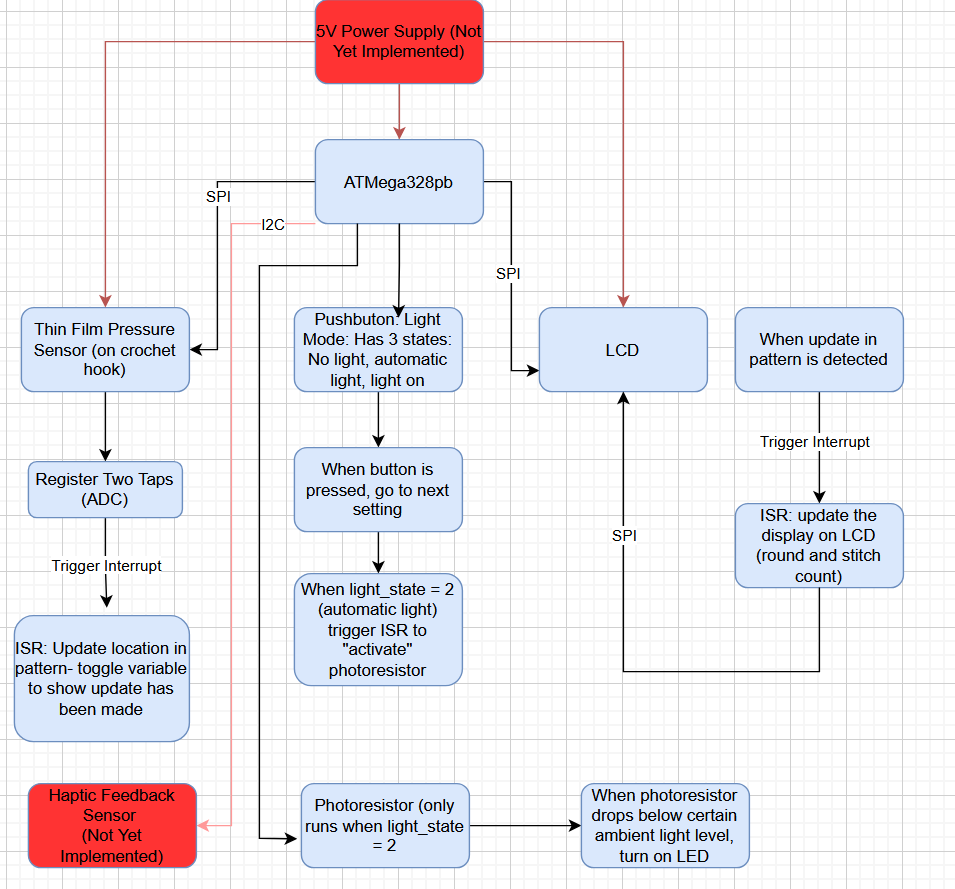 5V Power Supply (Not
Yet Implemented)
ATMega328pb
SPI
I2C
SPI
Thin Film Pressure
Sensor (on crochet
hook)
Pushbuton: Light
Mode: Has 3 states:
No light, automatic
light, light on
LCD
When update in
pattern is detected
Trigger Interrupt
Register Two Taps
(ADC)
When button is
pressed, go to next
setting
ISR: update the
display on LCD
(round and stitch
count)
SPI
Trigger Interrupt
When light_state = 2
(automatic light)
trigger ISR to
"activate"
photoresistor
ISR: Update location in
pattern- toggle variable
to show update has
been made
Haptic Feedback
Sensor
(Not Yet
Implemented)
Photoresistor (only
runs when light_state
= 2
When photoresistor
drops below certain
ambient light level,
turn on LED